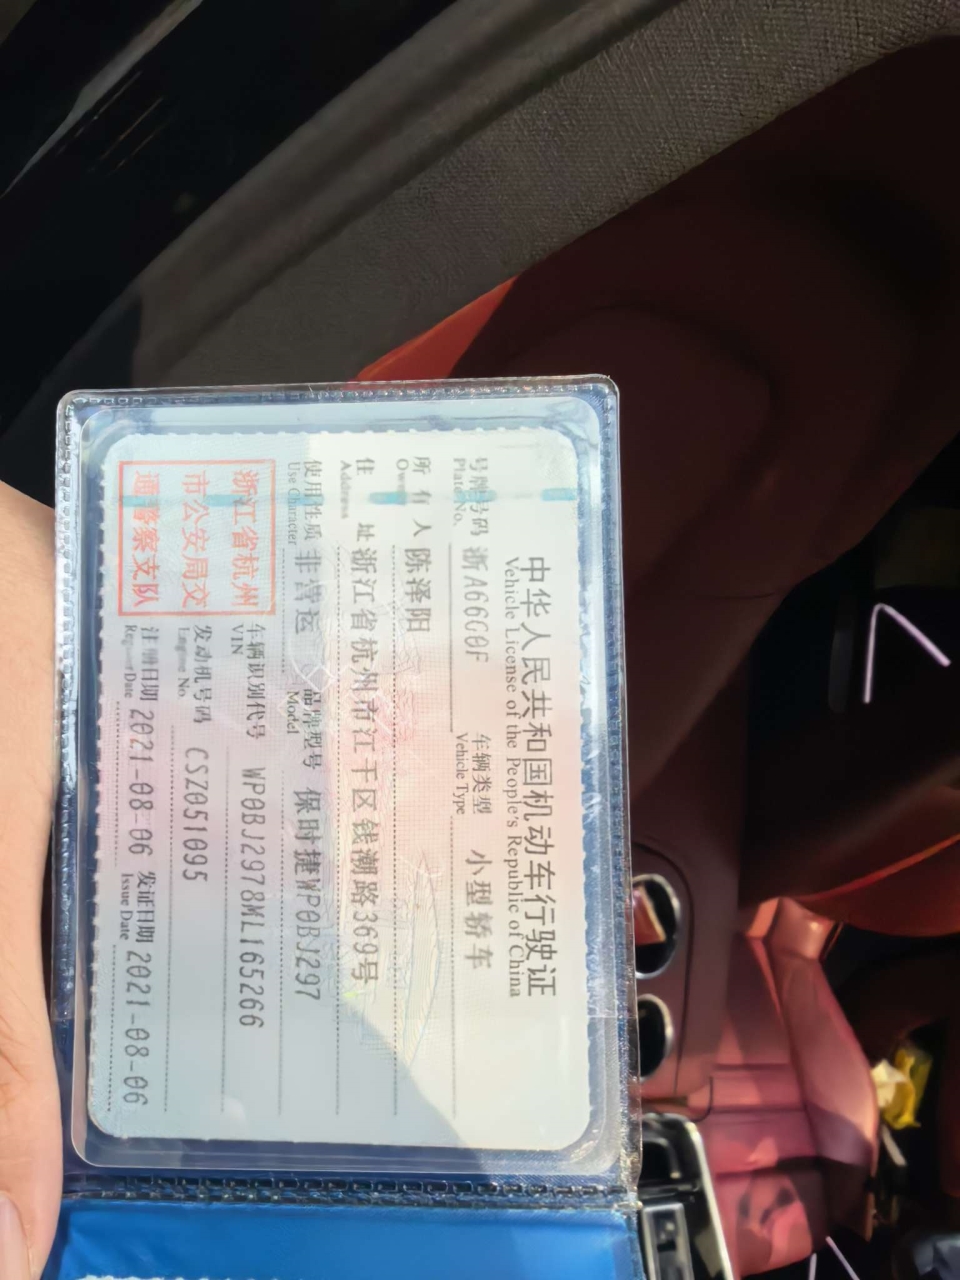 中华人民共和国机动车行驶证
Vehicle License of the People's Republic of China
号牌号码 浙A66G0F 车辆类型 小型轿车
Plate No. Vehicle Type
所有人 陈泽阳
Owner
住址 浙江省杭州市江干区钱潮路369号
Address
使用性质 非营运 品牌型号 保时捷WP0BJ297
Use Character Model
浙江省杭州
市公安局交
通警察支队
车辆识别代号 WP0BJ2978ML165266
VIN
发动机号码 CSZ051095
Engine No.
注册日期 2021-08-06 发证日期 2021-08-06
Register Date Issue Date